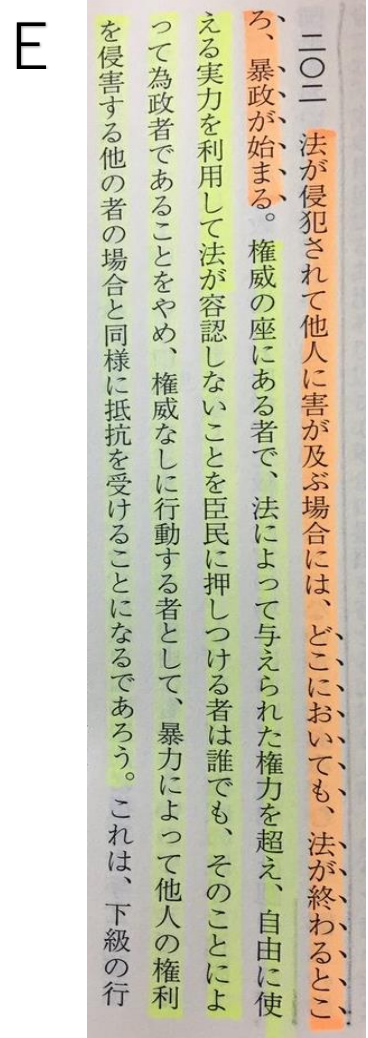 E
二〇二　法が侵犯されて他人に害が及ぶ場合には、どこにおいても、法が終わるとこ
ろ、暴政が始まる。権威の座にある者で、法によって与えられた権力を超え、自由に使
える実力を利用して法が容認しないことを臣民に押しつける者は誰でも、そのことによ
って為政者であることをやめ、権威なしに行動する者として、暴力によって他人の権利
を侵害する他の者の場合と同様に抵抗を受けることになるであろう。これは、下級の行